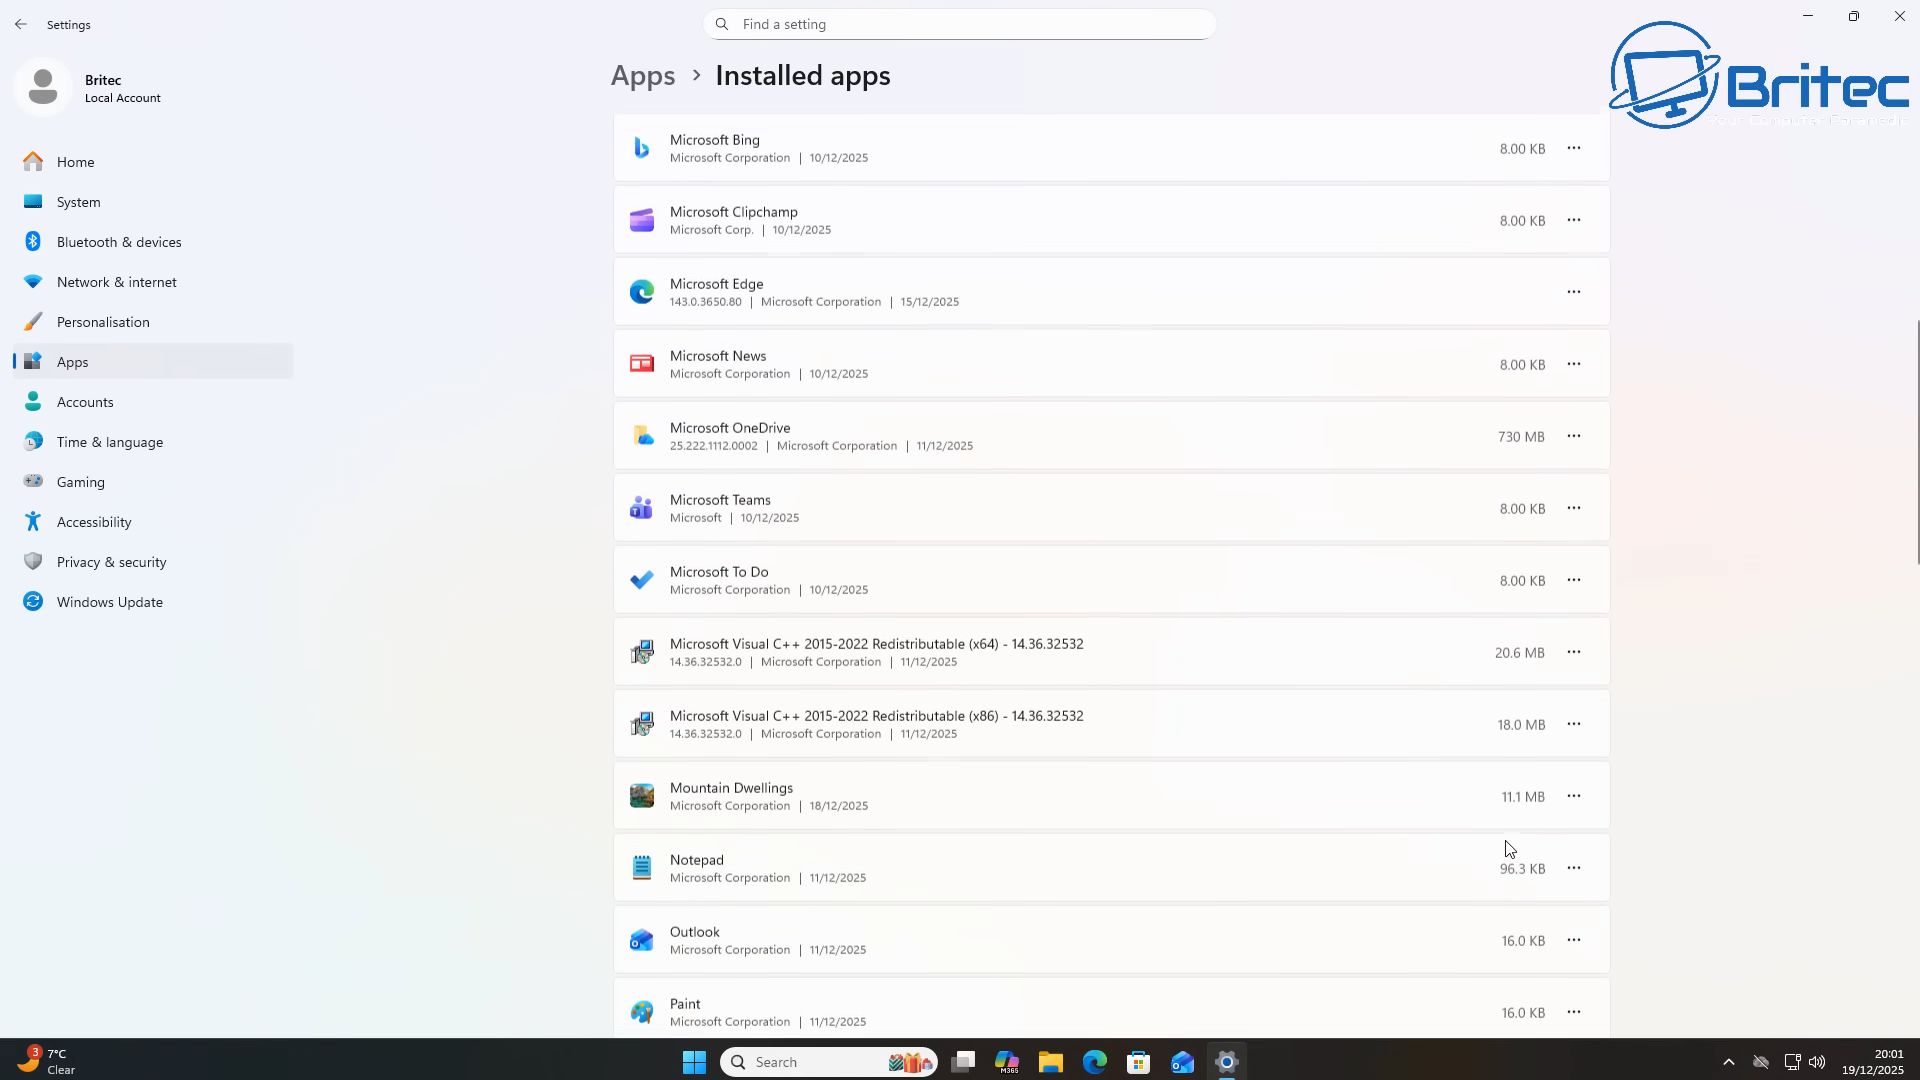 Settings
Find a setting
Britec
Local Account
Home
System
Bluetooth & devices
Network & internet
Personalisation
Apps
Accounts
Time & language
Gaming
Accessibility
Privacy & security
Windows Update
Apps > Installed apps
Britec
Your Computer Paramedic
Microsoft Bing
Microsoft Corporation | 10/12/2025
8.00 KB
Microsoft Clipchamp
Microsoft Corp. | 10/12/2025
8.00 KB
Microsoft Edge
143.0.3650.80 | Microsoft Corporation | 15/12/2025
Microsoft News
Microsoft Corporation | 10/12/2025
8.00 KB
Microsoft OneDrive
25.222.1112.0002 | Microsoft Corporation | 11/12/2025
730 MB
Microsoft Teams
Microsoft | 10/12/2025
8.00 KB
Microsoft To Do
Microsoft Corporation | 10/12/2025
8.00 KB
Microsoft Visual C++ 2015-2022 Redistributable (x64) - 14.36.32532
14.36.32532.0 | Microsoft Corporation | 11/12/2025
20.6 MB
Microsoft Visual C++ 2015-2022 Redistributable (x86) - 14.36.32532
14.36.32532.0 | Microsoft Corporation | 11/12/2025
18.0 MB
Mountain Dwellings
Microsoft Corporation | 18/12/2025
11.1 MB
Notepad
Microsoft Corporation | 11/12/2025
96.3 KB
Outlook
Microsoft Corporation | 11/12/2025
16.0 KB
Paint
Microsoft Corporation | 11/12/2025
16.0 KB
3
7°C
Clear
Search
M365
20:01
19/12/2025